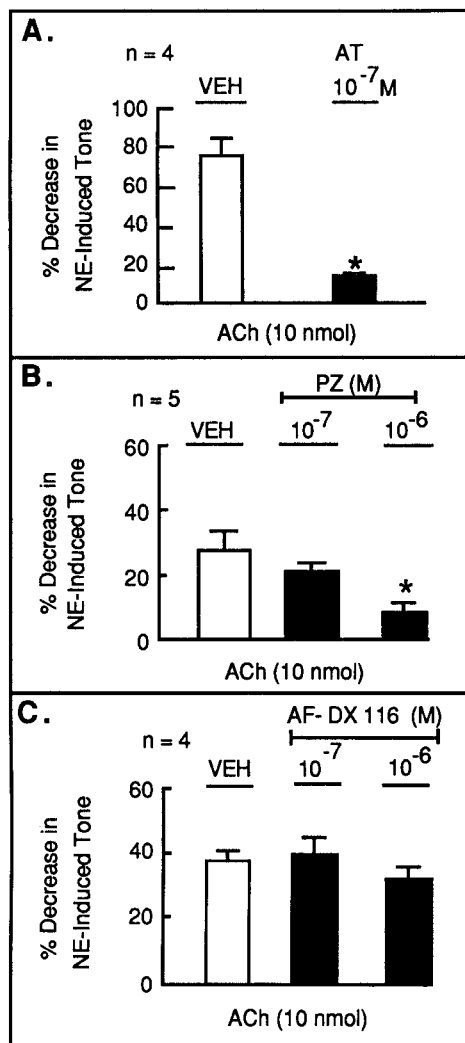 A.
n = 4
AT
VEH
10⁻⁷M
% Decrease in
NE-Induced Tone
100
80
60
40
20
0
*
ACh (10 nmol)
B.
PZ (M)
n = 5
VEH
10⁻⁷
10⁻⁶
% Decrease in
NE-Induced Tone
60
40
20
0
*
ACh (10 nmol)
C.
AF- DX 116 (M)
n = 4
VEH
10⁻⁷
10⁻⁶
% Decrease in
NE-Induced Tone
60
40
20
0
ACh (10 nmol)